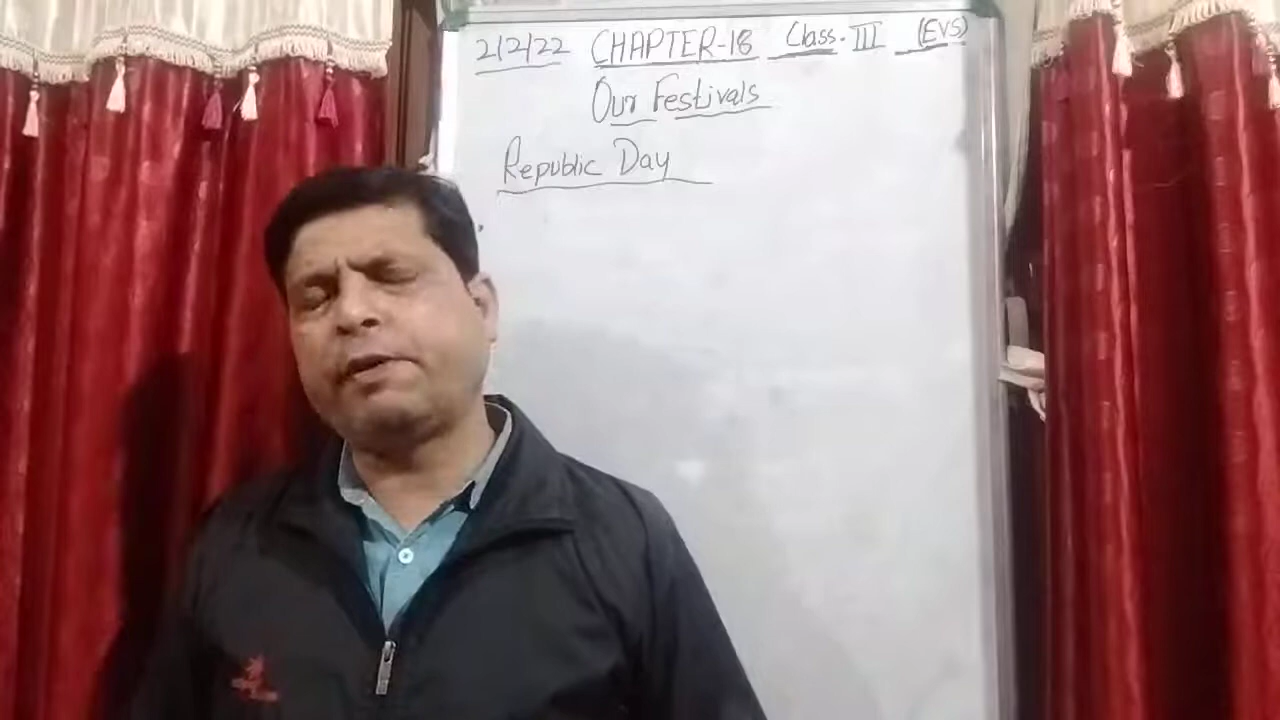 2/2/22 CHAPTER-18 Class. III (EVS)
Our Festivals
Republic Day